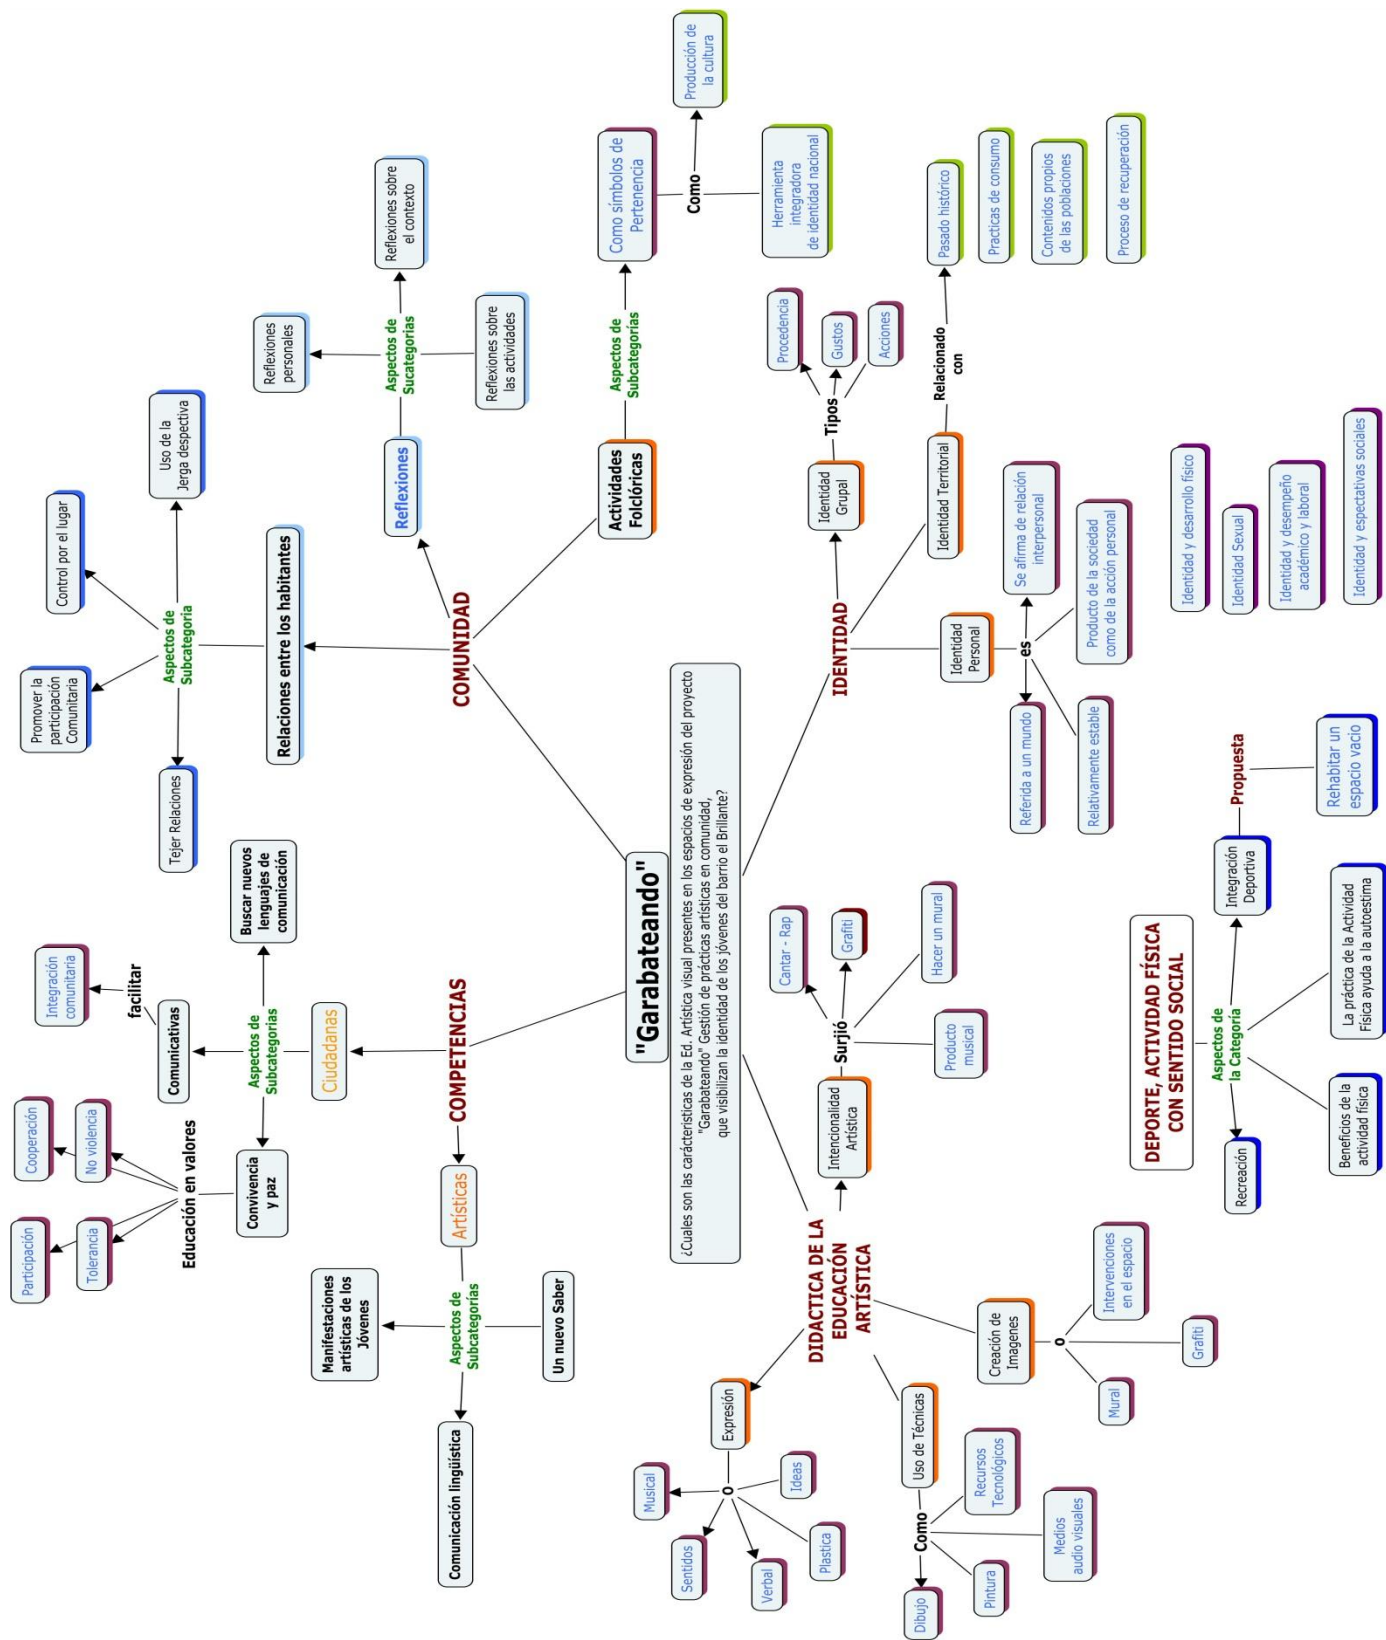 Participación
Cooperación
Tolerancia
No violencia
Educación en valores
Convivencia
y paz
Integración
comunitaria
facilitar
Comunicativas
Aspectos de
Subcategorias
Buscar nuevos
lenguajes de
comunicación
Ciudadanas
COMPETENCIAS
Artísticas
Manifestaciones
artísticas de los
Jóvenes
Aspectos de
Subcategorías
Comunicación lingüística
Un nuevo Saber
Promover la
participación
Comunitaria
Control por el lugar
Tejer Relaciones
Aspectos de
Subcategoria
Uso de la
Jerga despectiva
Relaciones entre los habitantes
COMUNIDAD
Reflexiones
Reflexiones
personales
Aspectos de
Sucategorías
Reflexiones sobre
el contexto
Reflexiones sobre
las actividades
Actividades
Folclóricas
Aspectos de
Subcategorías
Como símbolos de
Pertenencia
Como
Producción de
la cultura
Herramienta
integradora
de identidad nacional
"Garabateando"
¿Cuales son las carácteristicas de la Ed. Artística visual presentes en los espacios de expresión del proyecto
"Garabateando" Gestión de prácticas artísticas en comunidad,
que visibilizan la identidad de los jóvenes del barrio el Brillante?
DIDACTICA DE LA
EDUCACIÓN
ARTÍSTICA
Expresión
o
Musical
Sentidos
Verbal
Plastica
Ideas
Uso de Técnicas
Como
Dibujo
Pintura
Medios
audio visuales
Recursos
Tecnológicos
Creación de
Imagenes
o
Mural
Grafiti
Intervenciones
en el espacio
Intencionalidad
Artística
Surjió
Cantar - Rap
Grafiti
Hacer un mural
Producto
musical
IDENTIDAD
Identidad
Grupal
Tipos
Procedencia
Gustos
Acciones
Identidad Territorial
Relacionado
con
Pasado histórico
Practicas de consumo
Contenidos propios
de las poblaciones
Proceso de recuperación
Identidad
Personal
es
Referida a un mundo
Relativamente estable
Se afirma de relación
interpersonal
Producto de la sociedad
como de la acción personal
Identidad y desarrollo físico
Identidad Sexual
Identidad y desempeño
académico y laboral
Identidad y espectativas sociales
DEPORTE, ACTIVIDAD FÍSICA
CON SENTIDO SOCIAL
Aspectos de
la Categoria
Recreación
Beneficios de la
actividad física
La práctica de la Actividad
Física ayuda a la autoestima
Integración
Deportiva
Propuesta
Rehabitar un
espacio vacio